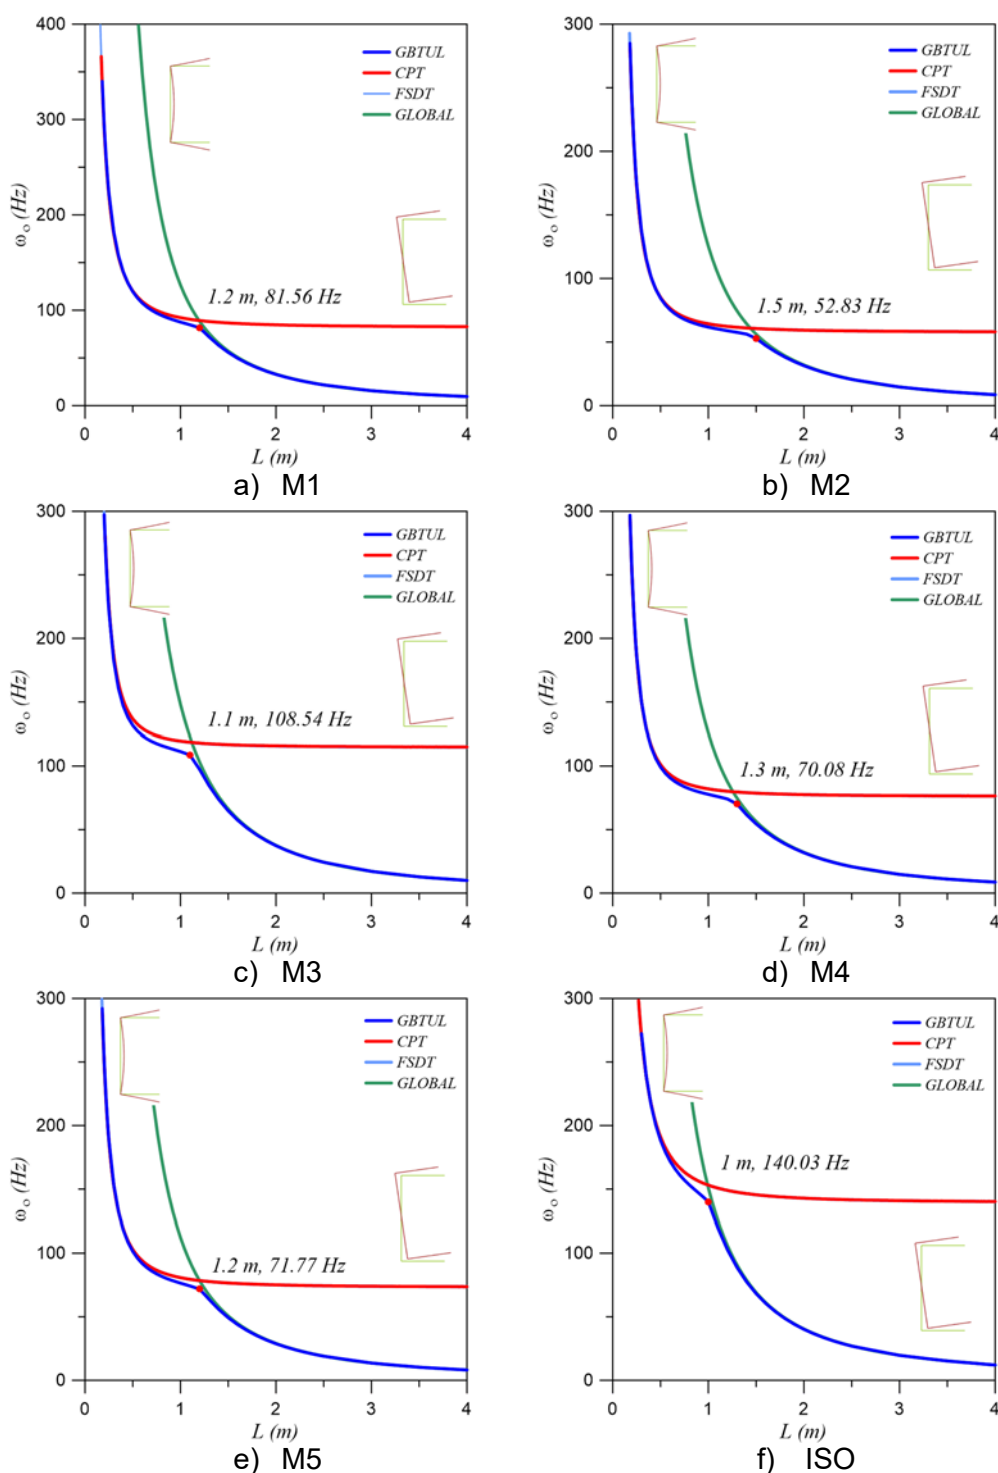 400
300
200
100
0
ωo (Hz)
GBTUL
CPT
FSDT
GLOBAL
1.2 m, 81.56 Hz
0 1 2 3 4
L (m)
a) M1
300
200
100
0
ωo (Hz)
GBTUL
CPT
FSDT
GLOBAL
1.5 m, 52.83 Hz
0 1 2 3 4
L (m)
b) M2
300
200
100
0
ωo (Hz)
GBTUL
CPT
FSDT
GLOBAL
1.1 m, 108.54 Hz
0 1 2 3 4
L (m)
c) M3
300
200
100
0
ωo (Hz)
GBTUL
CPT
FSDT
GLOBAL
1.3 m, 70.08 Hz
0 1 2 3 4
L (m)
d) M4
300
200
100
0
ωo (Hz)
GBTUL
CPT
FSDT
GLOBAL
1.2 m, 71.77 Hz
0 1 2 3 4
L (m)
e) M5
300
200
100
0
ωo (Hz)
GBTUL
CPT
FSDT
GLOBAL
1 m, 140.03 Hz
0 1 2 3 4
L (m)
f) ISO